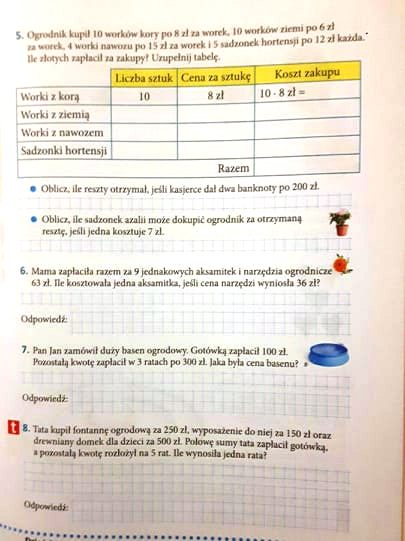 5. Ogrodnik kupił 10 worków kory po 8 zł za worek, 10 worków ziemi po 6 zł
za worek, 4 worki nawozu po 15 zł za worek i 5 sadzonek hortensji po 12 zł każda.
Ile złotych zapłacił za zakupy? Uzupełnij tabelę.
Liczba sztuk Cena za sztukę Koszt zakupu
Worki z korą 10 8 zł 10 · 8 zł =
Worki z ziemią
Worki z nawozem
Sadzonki hortensji
Razem
• Oblicz, ile reszty otrzymał, jeśli kasjerce dał dwa banknoty po 200 zł.
• Oblicz, ile sadzonek azalii może dokupić ogrodnik za otrzymaną
resztę, jeśli jedna kosztuje 7 zł.
6. Mama zapłaciła razem za 9 jednakowych aksamitek i narzędzia ogrodnicze
63 zł. Ile kosztowała jedna aksamitka, jeśli cena narzędzi wyniosła 36 zł?
Odpowiedź:
7. Pan Jan zamówił duży basen ogrodowy. Gotówką zapłacił 100 zł.
Pozostałą kwotę zapłacił w 3 ratach po 300 zł. Jaka była cena basenu?
Odpowiedź:
t 8. Tata kupił fontannę ogrodową za 250 zł, wyposażenie do niej za 150 zł oraz
drewniany domek dla dzieci za 500 zł. Połowę sumy tata zapłacił gotówką,
a pozostałą kwotę rozłożył na 5 rat. Ile wynosiła jedna rata?
Odpowiedź: